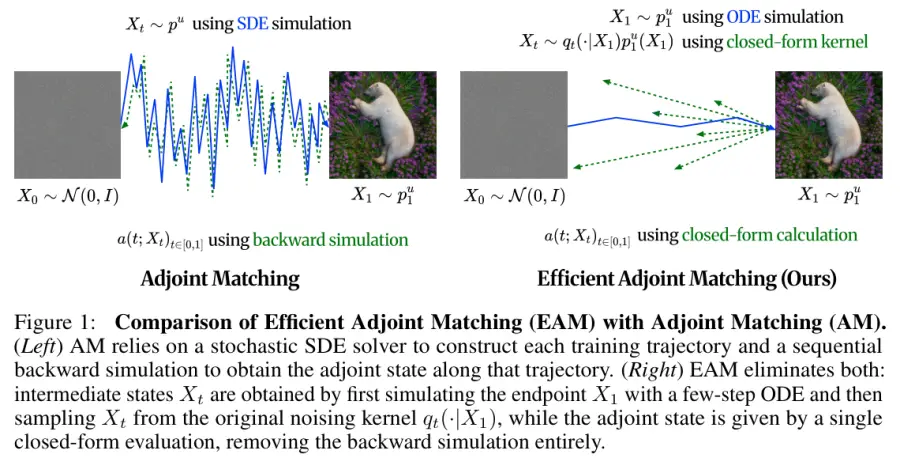 X_t ∼ p^u using SDE simulation
X_0 ∼ 𝒩(0, I)
X_1 ∼ p_1^u
a(t; X_t)_{t∈[0,1]} using backward simulation
Adjoint Matching
X_1 ∼ p_1^u using ODE simulation
X_t ∼ q_t(·|X_1)p_1^u(X_1) using closed-form kernel
X_0 ∼ 𝒩(0, I)
X_1 ∼ p_1^u
a(t; X_t)_{t∈[0,1]} using closed-form calculation
Efficient Adjoint Matching (Ours)
Figure 1: Comparison of Efficient Adjoint Matching (EAM) with Adjoint Matching (AM).
(Left) AM relies on a stochastic SDE solver to construct each training trajectory and a sequential
backward simulation to obtain the adjoint state along that trajectory. (Right) EAM eliminates both:
intermediate states X_t are obtained by first simulating the endpoint X_1 with a few-step ODE and then
sampling X_t from the original noising kernel q_t(·|X_1), while the adjoint state is given by a single
closed-form evaluation, removing the backward simulation entirely.